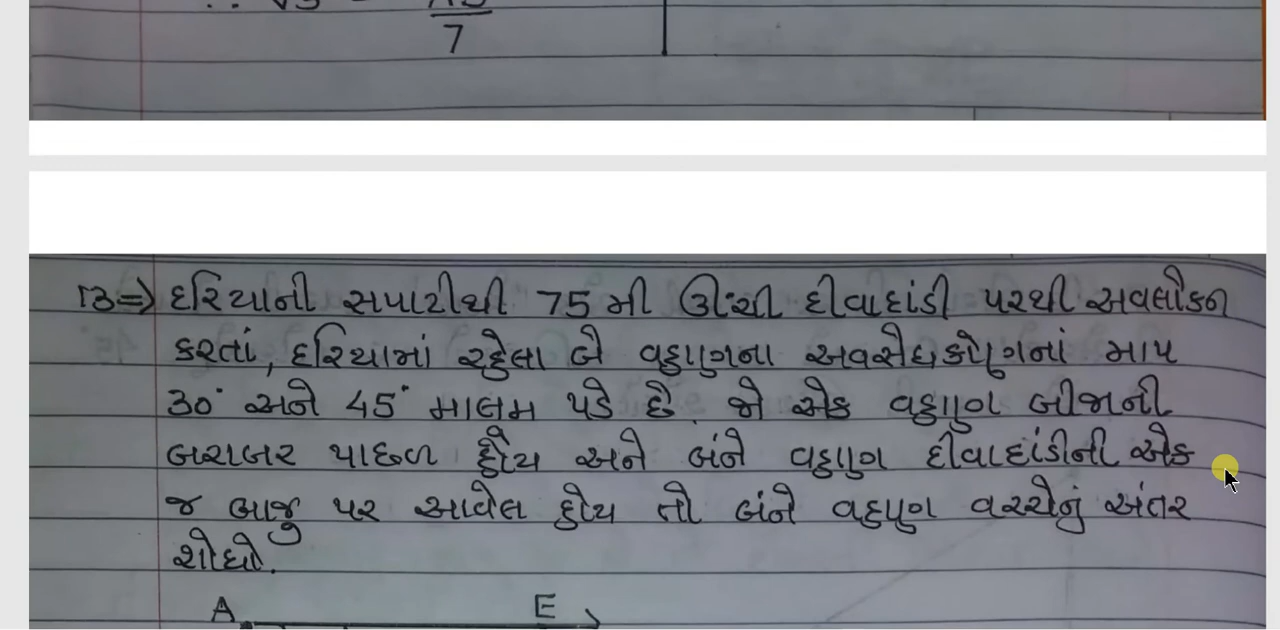 7
13⇒ દરિયાની સપાટીથી 75 મી ઊંચી દીવાદાંડી પરથી અવલોકન
કરતાં, દરિયામાં રહેલા બે વહાણના અવસેધકોણનાં માપ
30° અને 45° માલમ પડે છે. જો એક વહાણ બીજાની
બરાબર પાછળ હોય અને બંને વહાણ દીવાદાંડીની એક
જ બાજુ પર આવેલ હોય તો બંને વહાણ વચ્ચેનું અંતર
શોધો.
A E